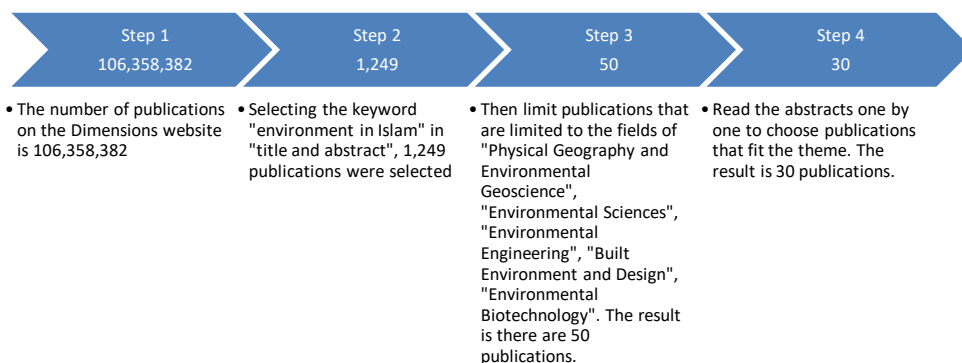 Step 1
106,358,382
Step 2
1,249
Step 3
50
Step 4
30
• The number of publications
on the Dimensions website
is 106,358,382
• Selecting the keyword
"environment in Islam" in
"title and abstract", 1,249
publications were selected
• Then limit publications that
are limited to the fields of
"Physical Geography and
Environmental
Geoscience",
"Environmental Sciences",
"Environmental
Engineering", "Built
Environment and Design",
"Environmental
Biotechnology". The result
is there are 50
publications.
• Read the abstracts one by
one to choose publications
that fit the theme. The
result is 30 publications.